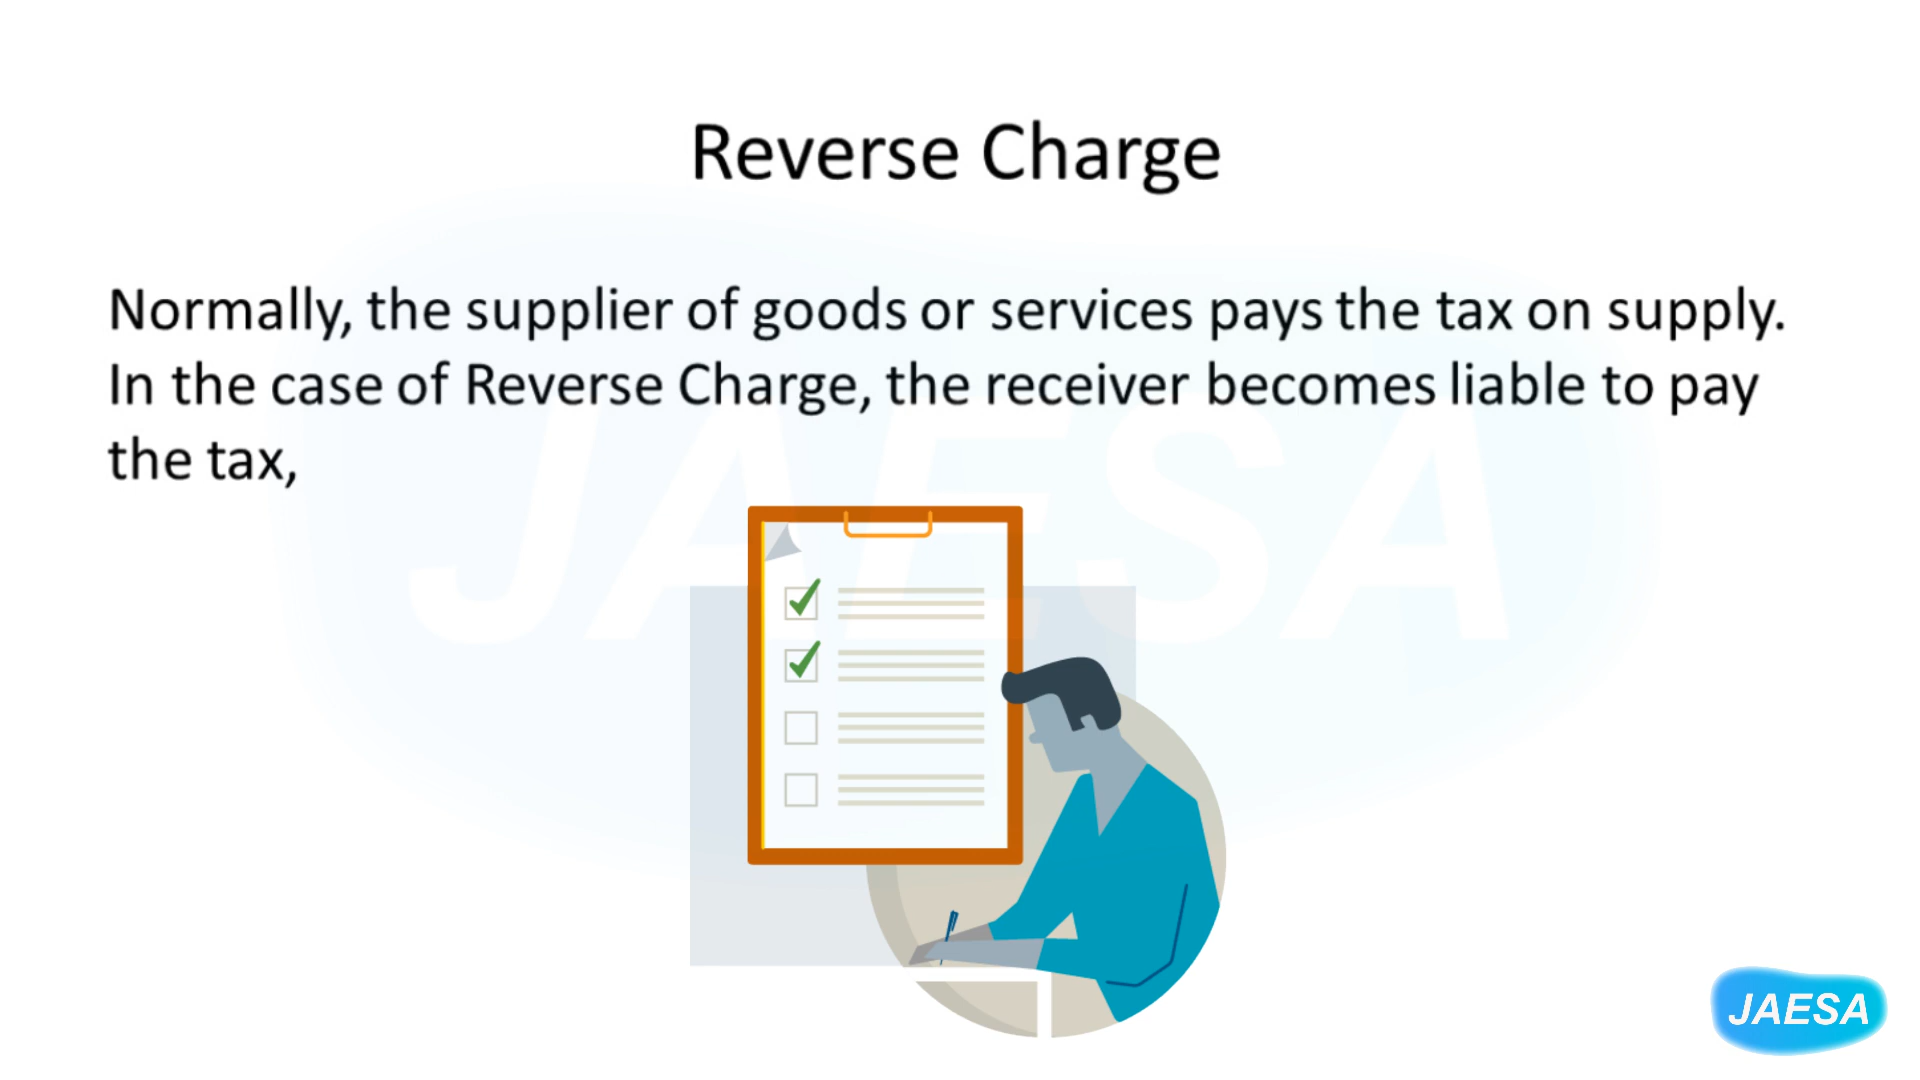 Reverse Charge
Normally, the supplier of goods or services pays the tax on supply.
In the case of Reverse Charge, the receiver becomes liable to pay
the tax,
JAESA
JAESA